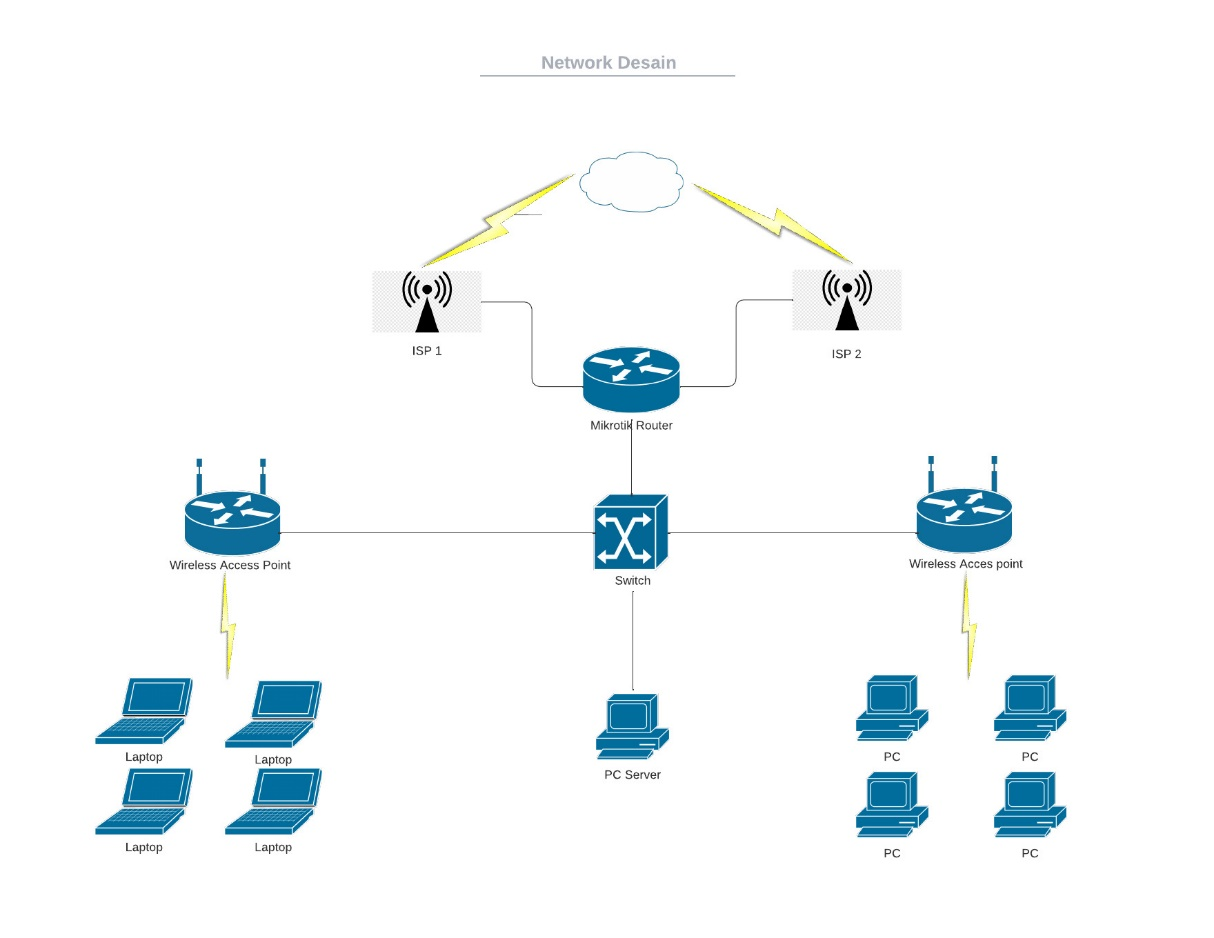 Network Desain
ISP 1
ISP 2
Mikrotik Router
Wireless Access Point
Wireless Acces point
Switch
Laptop
Laptop
PC Server
PC
PC
Laptop
Laptop
PC
PC